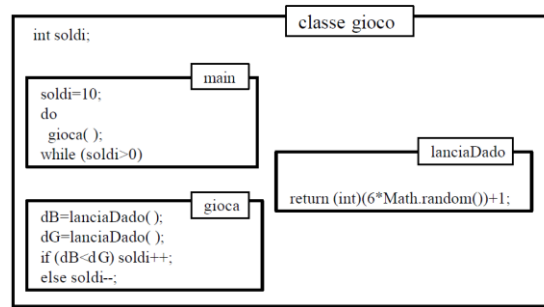 classe gioco
int soldi;
main
soldi=10;
do
gioca( );
while (soldi>0)
lanciaDado
return (int)(6*Math.random())+1;
gioca
dB=lanciaDado( );
dG=lanciaDado( );
if (dB<dG) soldi++;
else soldi--;